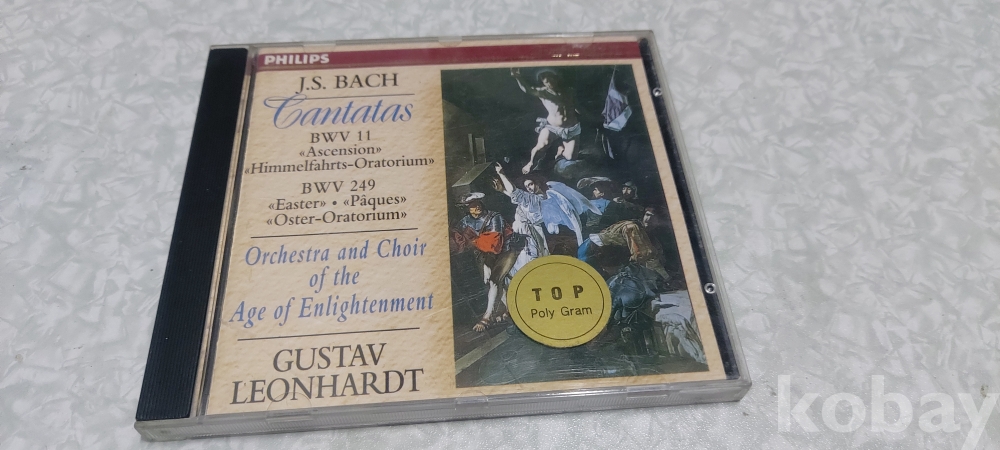 PHILIPS
J.S. BACH
Cantatas
BWV 11
«Ascension»
«Himmelfahrts-Oratorium»
BWV 249
«Easter» • «Pâques»
«Oster-Oratorium»
Orchestra and Choir
of the
Age of Enlightenment
GUSTAV
LEONHARDT
TOP
Poly Gram
kobay